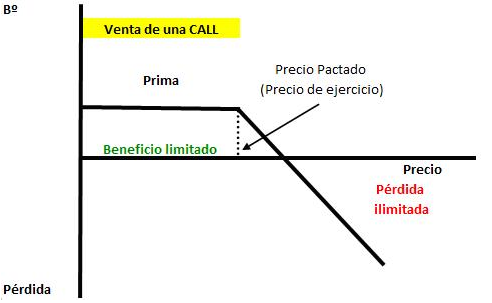 Bº
Venta de una CALL
Prima
Precio Pactado
(Precio de ejercicio)
Beneficio limitado
Precio
Pérdida
ilimitada
Pérdida